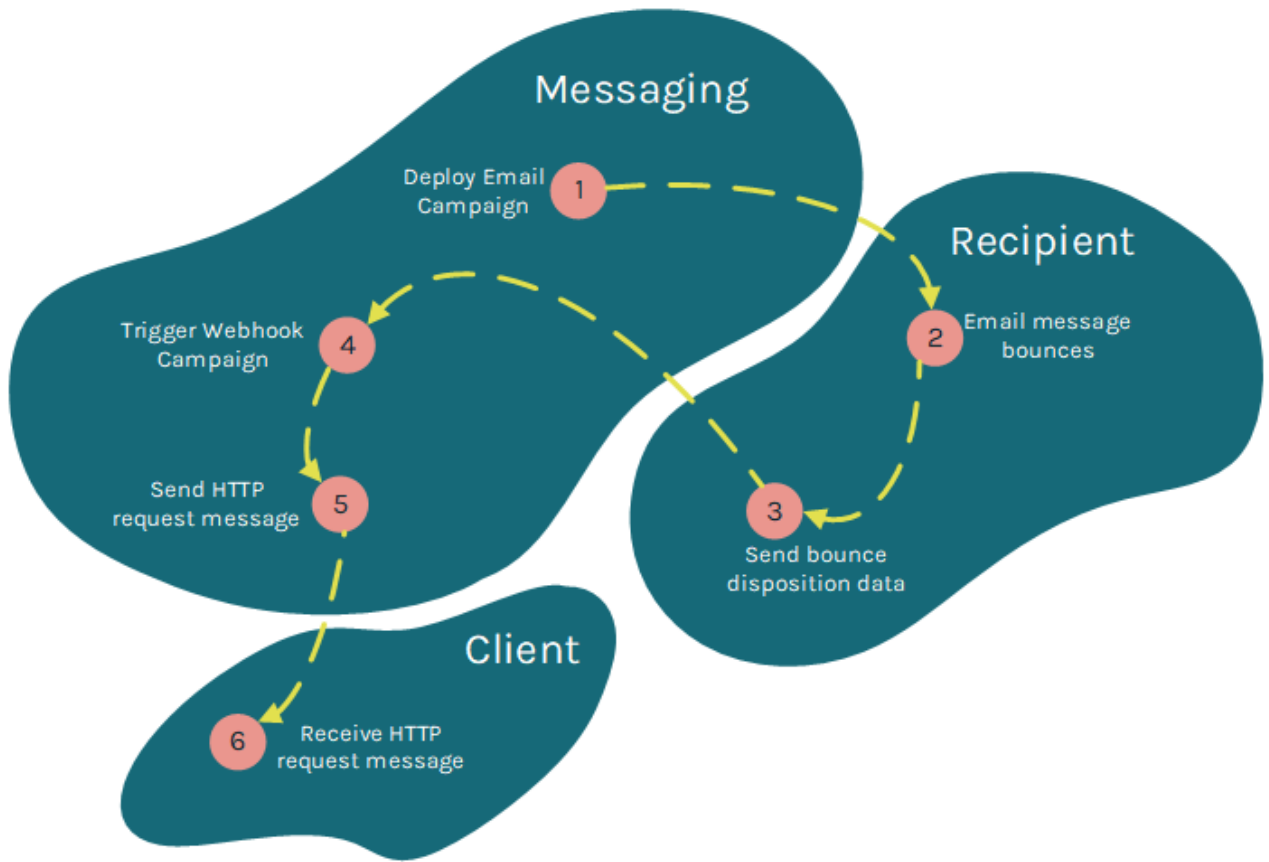 Messaging
Deploy Email
Campaign
1
Recipient
2
Email message
bounces
Trigger Webhook
Campaign
4
Send HTTP
request message
5
3
Send bounce
disposition data
Client
6
Receive HTTP
request message